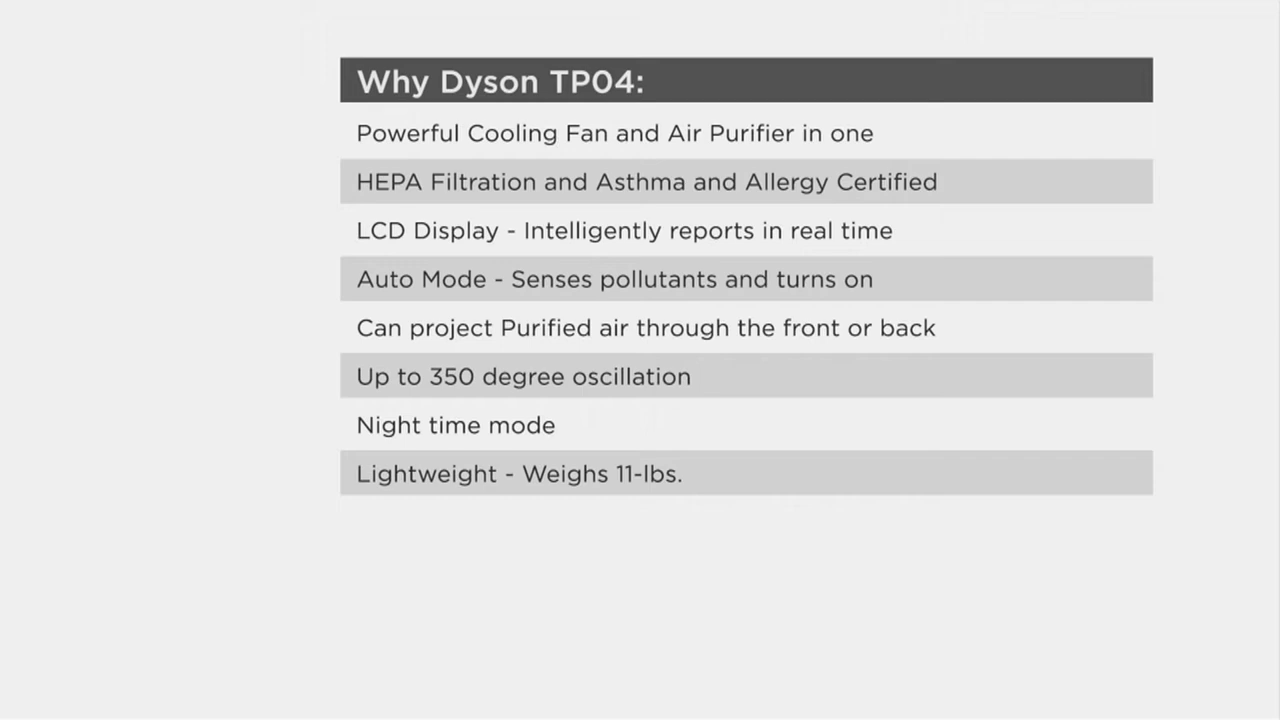 Why Dyson TP04:
Powerful Cooling Fan and Air Purifier in one
HEPA Filtration and Asthma and Allergy Certified
LCD Display - Intelligently reports in real time
Auto Mode - Senses pollutants and turns on
Can project Purified air through the front or back
Up to 350 degree oscillation
Night time mode
Lightweight - Weighs 11-lbs.